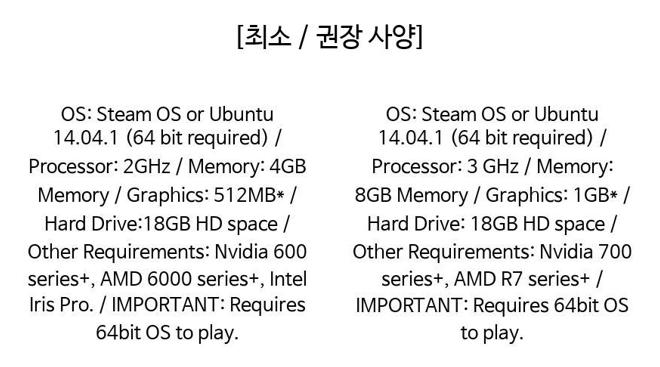 [최소 / 권장 사양]
OS: Steam OS or Ubuntu
14.04.1 (64 bit required) /
Processor: 2GHz / Memory: 4GB
Memory / Graphics: 512MB* /
Hard Drive:18GB HD space /
Other Requirements: Nvidia 600
series+, AMD 6000 series+, Intel
Iris Pro. / IMPORTANT: Requires
64bit OS to play.
OS: Steam OS or Ubuntu
14.04.1 (64 bit required) /
Processor: 3 GHz / Memory:
8GB Memory / Graphics: 1GB* /
Hard Drive: 18GB HD space /
Other Requirements: Nvidia 700
series+, AMD R7 series+ /
IMPORTANT: Requires 64bit OS
to play.